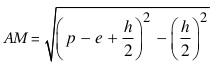 AM = √((p − e + h/2)² − (h/2)²)